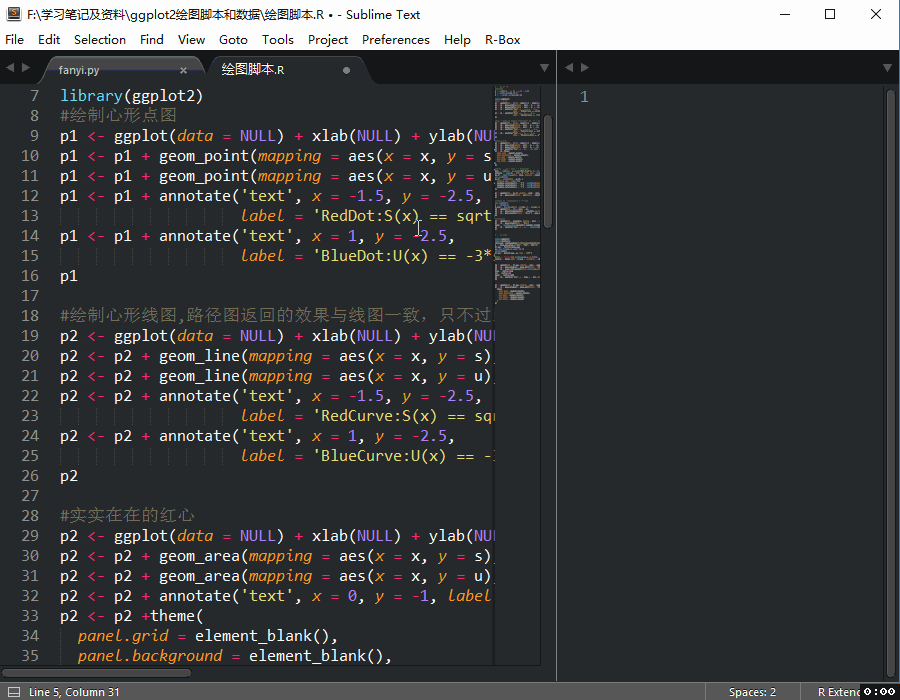 F:\学习笔记及资料\ggplot2绘图脚本和数据\绘图脚本.R • - Sublime Text
File Edit Selection Find View Goto Tools Project Preferences Help R-Box
fanyi.py × 绘图脚本.R
7 library(ggplot2)
8 #绘制心形点图
9 p1 <- ggplot(data = NULL) + xlab(NULL) + ylab(NU
10 p1 <- p1 + geom_point(mapping = aes(x = x, y = s
11 p1 <- p1 + geom_point(mapping = aes(x = x, y = u
12 p1 <- p1 + annotate('text', x = -1.5, y = -2.5,
13 label = 'RedDot:S(x) == sqrt
14 p1 <- p1 + annotate('text', x = 1, y = -2.5,
15 label = 'BlueDot:U(x) == -3*
16 p1
17
18 #绘制心形线图,路径图返回的效果与线图一致，只不过
19 p2 <- ggplot(data = NULL) + xlab(NULL) + ylab(NU
20 p2 <- p2 + geom_line(mapping = aes(x = x, y = s)
21 p2 <- p2 + geom_line(mapping = aes(x = x, y = u)
22 p2 <- p2 + annotate('text', x = -1.5, y = -2.5,
23 label = 'RedCurve:S(x) == sq
24 p2 <- p2 + annotate('text', x = 1, y = -2.5,
25 label = 'BlueCurve:U(x) == -
26 p2
27
28 #实实在在的红心
29 p2 <- ggplot(data = NULL) + xlab(NULL) + ylab(NU
30 p2 <- p2 + geom_area(mapping = aes(x = x, y = s)
31 p2 <- p2 + geom_area(mapping = aes(x = x, y = u)
32 p2 <- p2 + annotate('text', x = 0, y = -1, label
33 p2 <- p2 +theme(
34 panel.grid = element_blank(),
35 panel.background = element_blank(),
1
Line 5, Column 31 Spaces: 2 R Extend 0:00